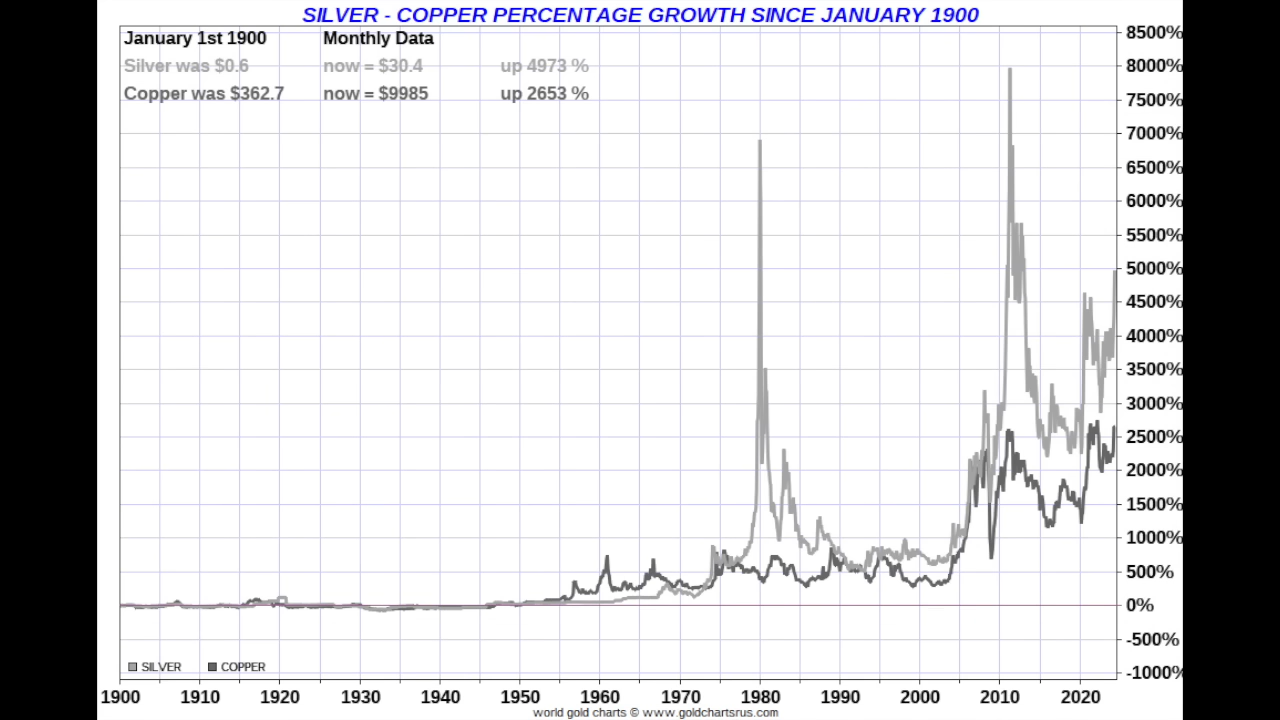 SILVER - COPPER PERCENTAGE GROWTH SINCE JANUARY 1900
January 1st 1900 Monthly Data
Silver was $0.6 now = $30.4 up 4973 %
Copper was $362.7 now = $9985 up 2653 %
8500%
8000%
7500%
7000%
6500%
6000%
5500%
5000%
4500%
4000%
3500%
3000%
2500%
2000%
1500%
1000%
500%
0%
-500%
-1000%
SILVER COPPER
1900 1910 1920 1930 1940 1950 1960 1970 1980 1990 2000 2010 2020
world gold charts © www.goldchartsrus.com